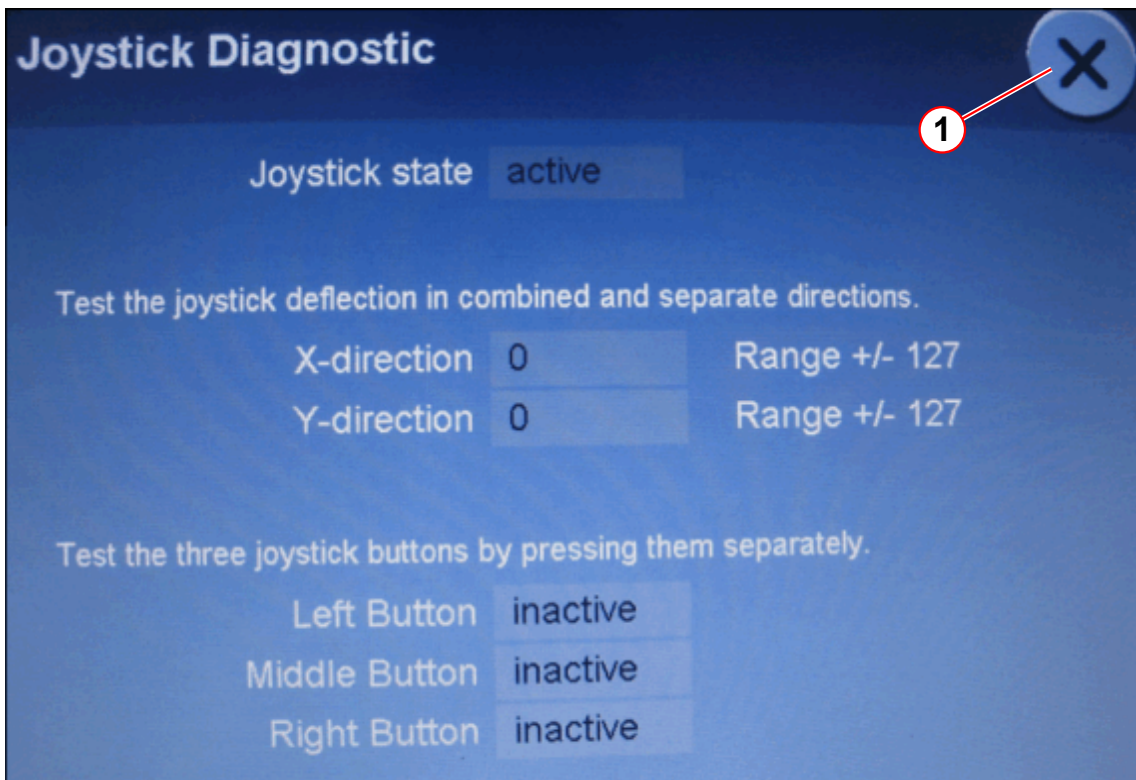 Joystick Diagnostic
1
Joystick state active
Test the joystick deflection in combined and separate directions.
X-direction 0 Range +/- 127
Y-direction 0 Range +/- 127
Test the three joystick buttons by pressing them separately.
Left Button inactive
Middle Button inactive
Right Button inactive